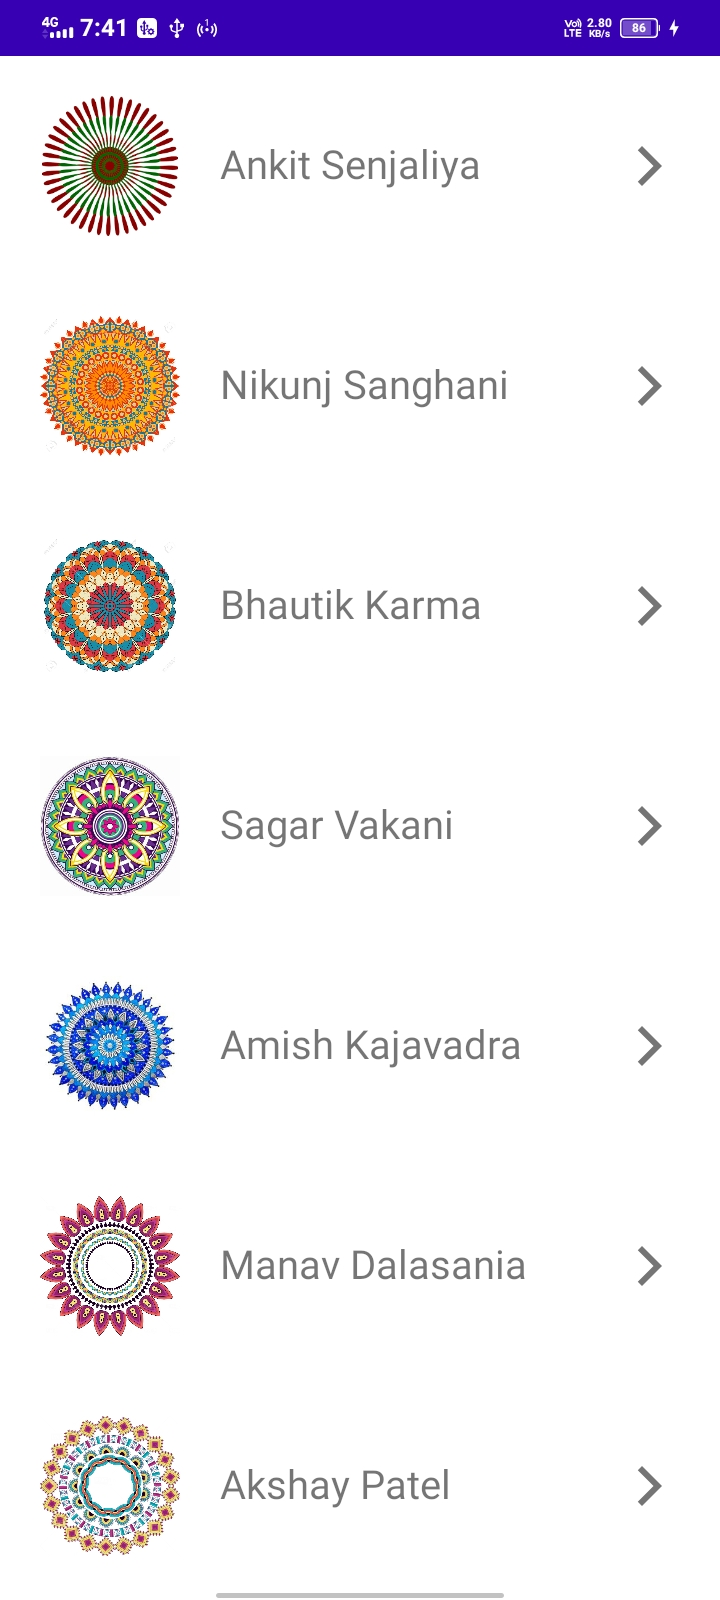 4G 7:41 1 Vo) LTE 2.80 KB/s 86
Ankit Senjaliya
Nikunj Sanghani
Bhautik Karma
Sagar Vakani
Amish Kajavadra
Manav Dalasania
Akshay Patel